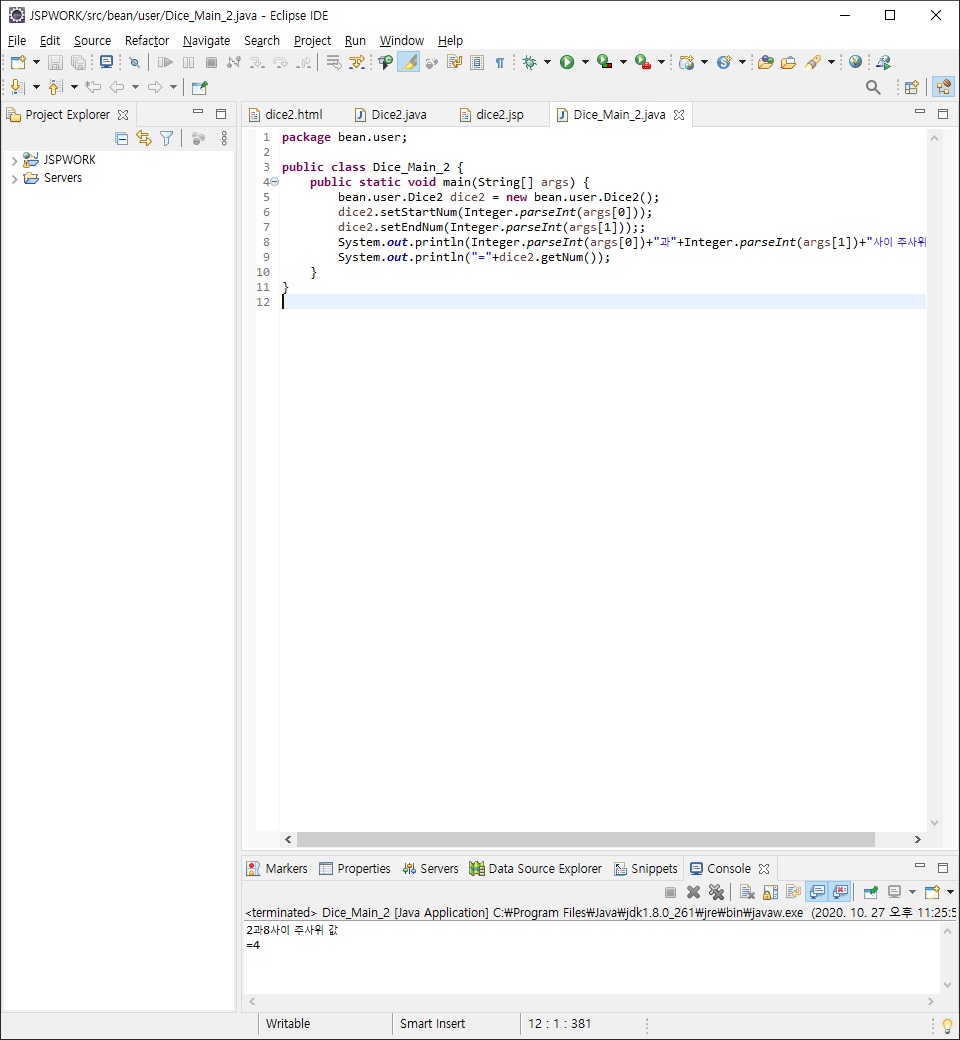 JSPWORK/src/bean/user/Dice_Main_2.java - Eclipse IDE
File Edit Source Refactor Navigate Search Project Run Window Help
Project Explorer
JSPWORK
Servers
dice2.html Dice2.java dice2.jsp Dice_Main_2.java
1 package bean.user;
2
3 public class Dice_Main_2 {
4 public static void main(String[] args) {
5 bean.user.Dice2 dice2 = new bean.user.Dice2();
6 dice2.setStartNum(Integer.parseInt(args[0]));
7 dice2.setEndNum(Integer.parseInt(args[1]));;
8 System.out.println(Integer.parseInt(args[0])+"과"+Integer.parseInt(args[1])+"사이 주사위
9 System.out.println("="+dice2.getNum());
10 }
11 }
12
Markers Properties Servers Data Source Explorer Snippets Console
<terminated> Dice_Main_2 [Java Application] C:₩Program Files₩Java₩jdk1.8.0_261₩jre₩bin₩javaw.exe (2020. 10. 27 오후 11:25:5
2과8사이 주사위 값
=4
Writable Smart Insert 12 : 1 : 381